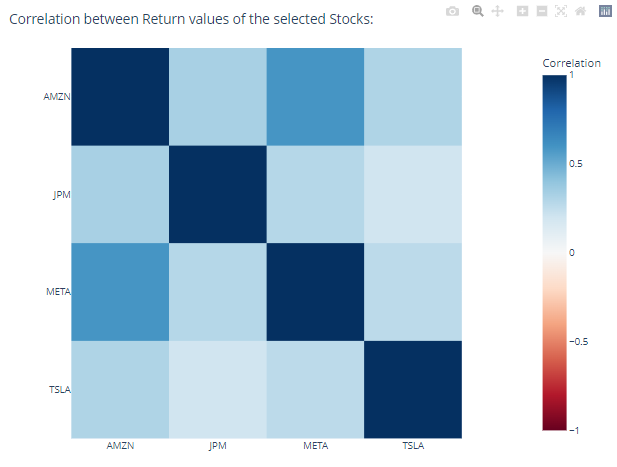 Correlation between Return values of the selected Stocks:
Correlation
1
0.5
0
−0.5
−1
AMZN
JPM
META
TSLA
AMZN
JPM
META
TSLA